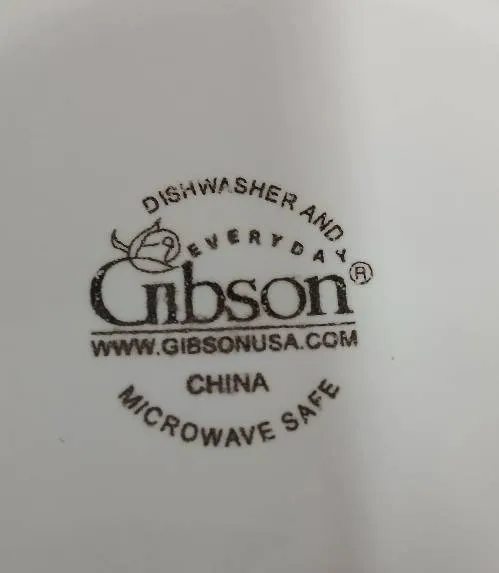 DISHWASHER AND
EVERYDAY
Gibson®
WWW.GIBSONUSA.COM
CHINA
MICROWAVE SAFE